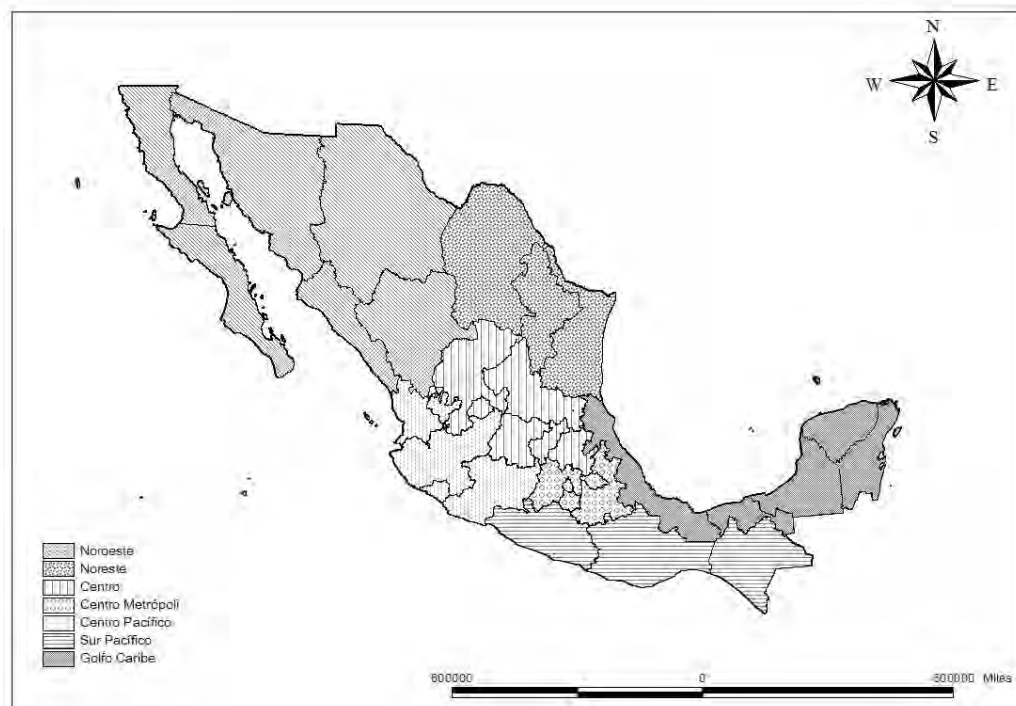 N
W E
S
Noroeste
Noreste
Centro
Centro Metrópoli
Centro Pacífico
Sur Pacífico
Golfo Caribe
600000 0 600000 Miles